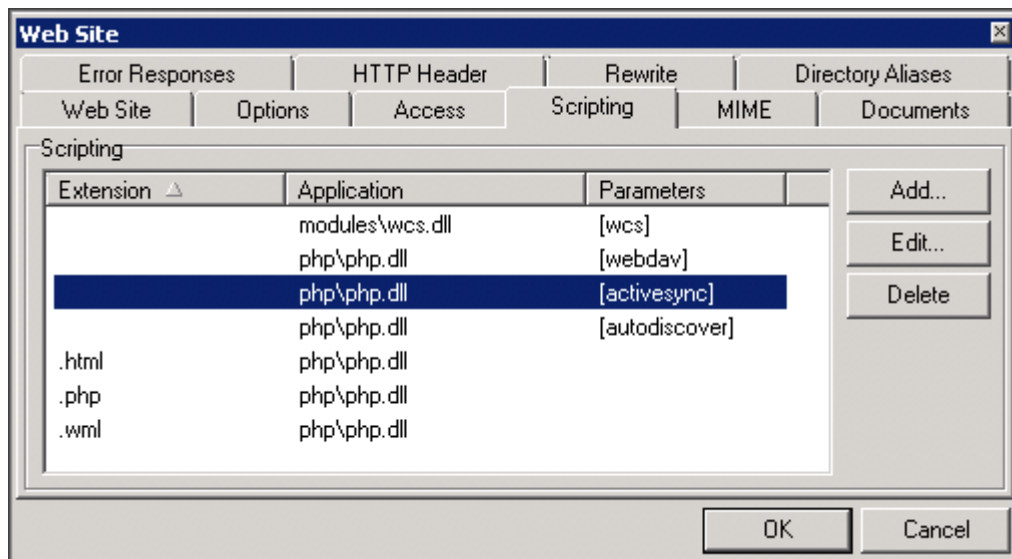 Web Site
Error Responses HTTP Header Rewrite Directory Aliases
Web Site Options Access Scripting MIME Documents
Scripting
Extension Application Parameters
modules\wcs.dll [wcs]
php\php.dll [webdav]
php\php.dll [activesync]
php\php.dll [autodiscover]
.html php\php.dll
.php php\php.dll
.wml php\php.dll
Add...
Edit...
Delete
OK Cancel